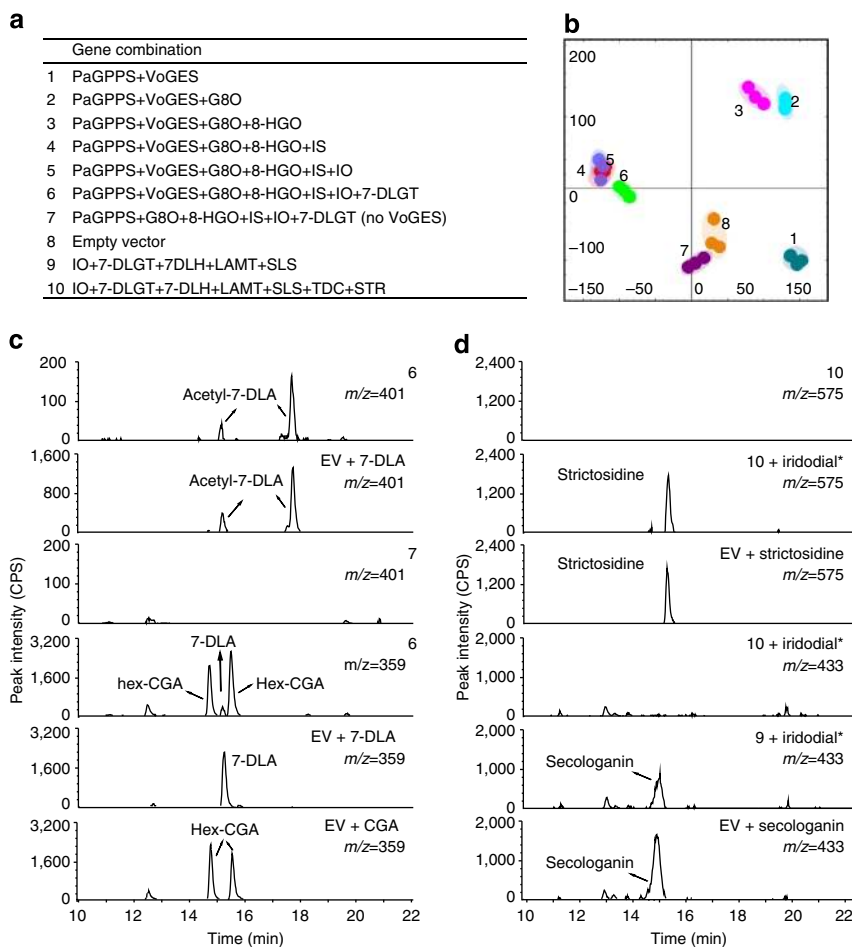 a
Gene combination
1 PaGPPS+VoGES
2 PaGPPS+VoGES+G8O
3 PaGPPS+VoGES+G8O+8-HGO
4 PaGPPS+VoGES+G8O+8-HGO+IS
5 PaGPPS+VoGES+G8O+8-HGO+IS+IO
6 PaGPPS+VoGES+G8O+8-HGO+IS+IO+7-DLGT
7 PaGPPS+G8O+8-HGO+IS+IO+7-DLGT (no VoGES)
8 Empty vector
9 IO+7-DLGT+7DLH+LAMT+SLS
10 IO+7-DLGT+7-DLH+LAMT+SLS+TDC+STR
b
200
100
0
−100
−150 −50 0 50 150
3 2
5
4
6
8
7
1
c
Peak intensity (CPS)
200
100
0
6
m/z=401
Acetyl-7-DLA
1,600
800
0
EV + 7-DLA
m/z=401
Acetyl-7-DLA
200
100
0
7
m/z=401
3,200
1,600
0
6
m/z=359
7-DLA
hex-CGA
Hex-CGA
3,200
1,600
0
EV + 7-DLA
m/z=359
7-DLA
3,200
1,600
0
EV + CGA
m/z=359
Hex-CGA
10 12 14 16 18 20 22
Time (min)
d
Peak intensity (CPS)
2,400
1,200
0
10
m/z=575
2,400
1,200
0
10 + iridodial*
m/z=575
Strictosidine
2,400
1,200
0
EV + strictosidine
m/z=575
Strictosidine
2,000
1,000
0
10 + iridodial*
m/z=433
2,000
1,000
0
9 + iridodial*
m/z=433
Secologanin
2,000
1,000
0
EV + secologanin
m/z=433
Secologanin
10 12 14 16 18 20 22
Time (min)